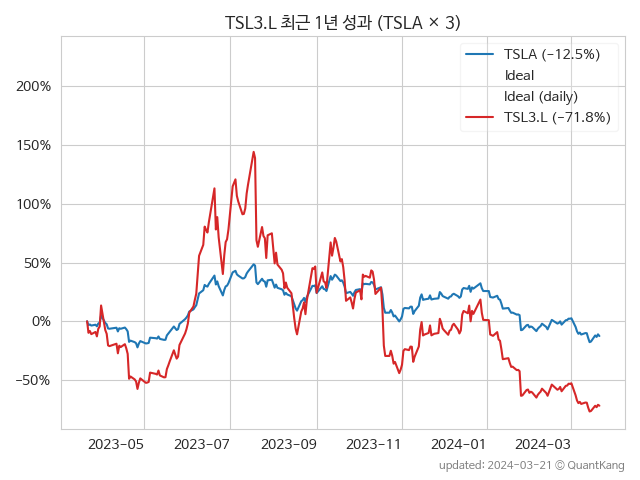 TSL3.L 최근 1년 성과 (TSLA × 3)
TSLA (−12.5%)
Ideal
Ideal (daily)
TSL3.L (−71.8%)
200%
150%
100%
50%
0%
−50%
2023-05
2023-07
2023-09
2023-11
2024-01
2024-03
updated: 2024-03-21 © QuantKang